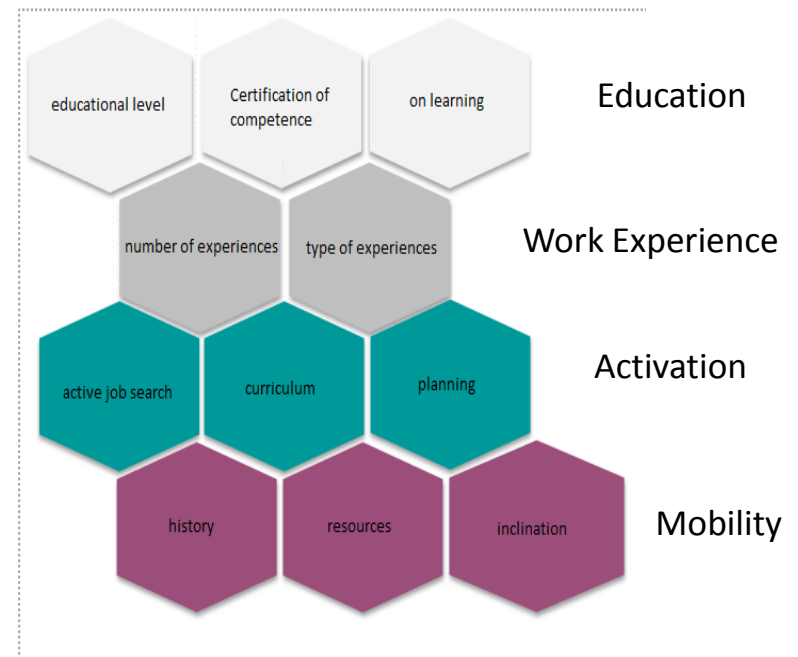 educational level
Certification of
competence
on learning
Education
number of experiences
type of experiences
Work Experience
active job search
curriculum
planning
Activation
history
resources
inclination
Mobility